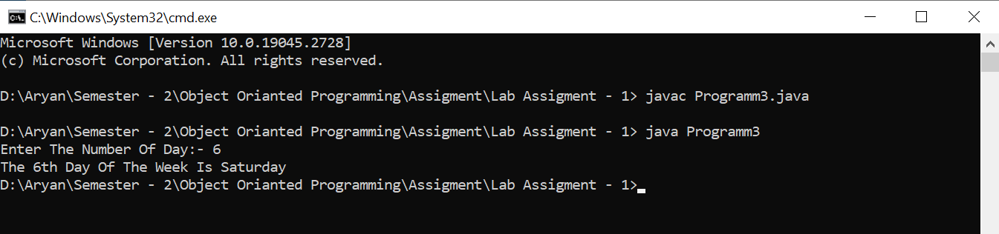 C:\Windows\System32\cmd.exe
Microsoft Windows [Version 10.0.19045.2728]
(c) Microsoft Corporation. All rights reserved.
D:\Aryan\Semester - 2\Object Orianted Programming\Assigment\Lab Assigment - 1> javac Programm3.java
D:\Aryan\Semester - 2\Object Orianted Programming\Assigment\Lab Assigment - 1> java Programm3
Enter The Number Of Day:- 6
The 6th Day Of The Week Is Saturday
D:\Aryan\Semester - 2\Object Orianted Programming\Assigment\Lab Assigment - 1>